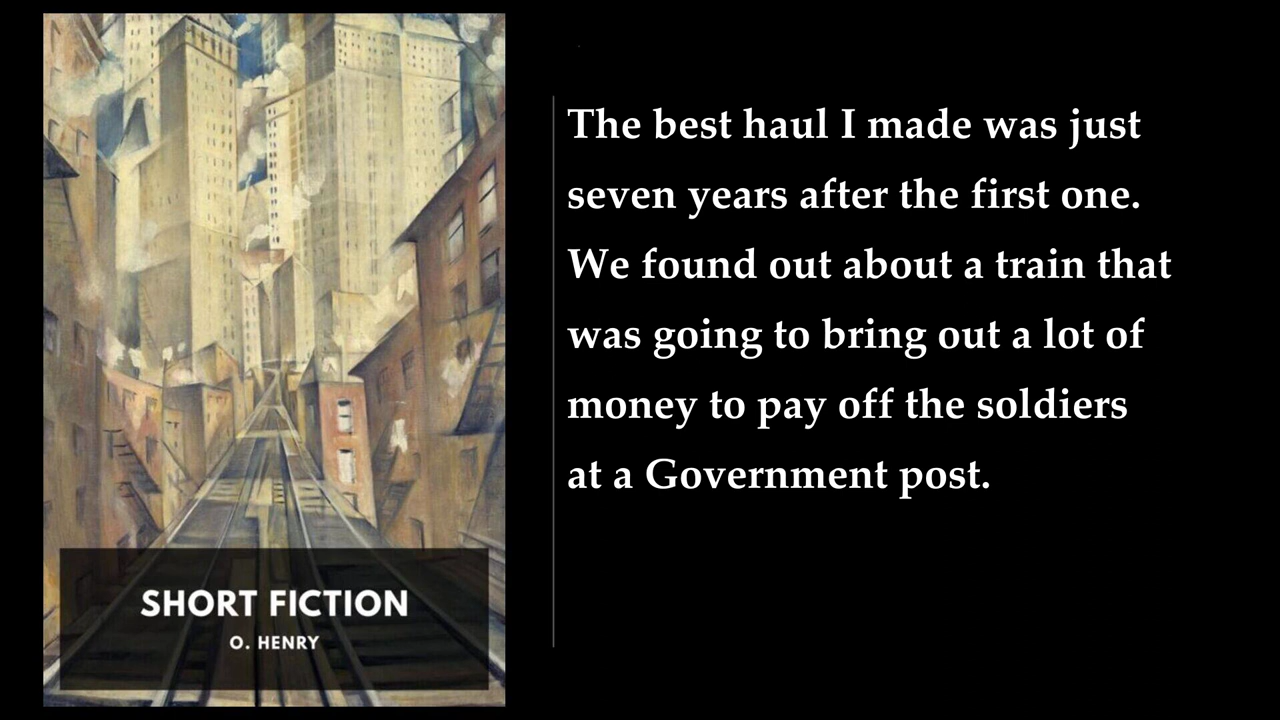 SHORT FICTION
O. HENRY
The best haul I made was just
seven years after the first one.
We found out about a train that
was going to bring out a lot of
money to pay off the soldiers
at a Government post.